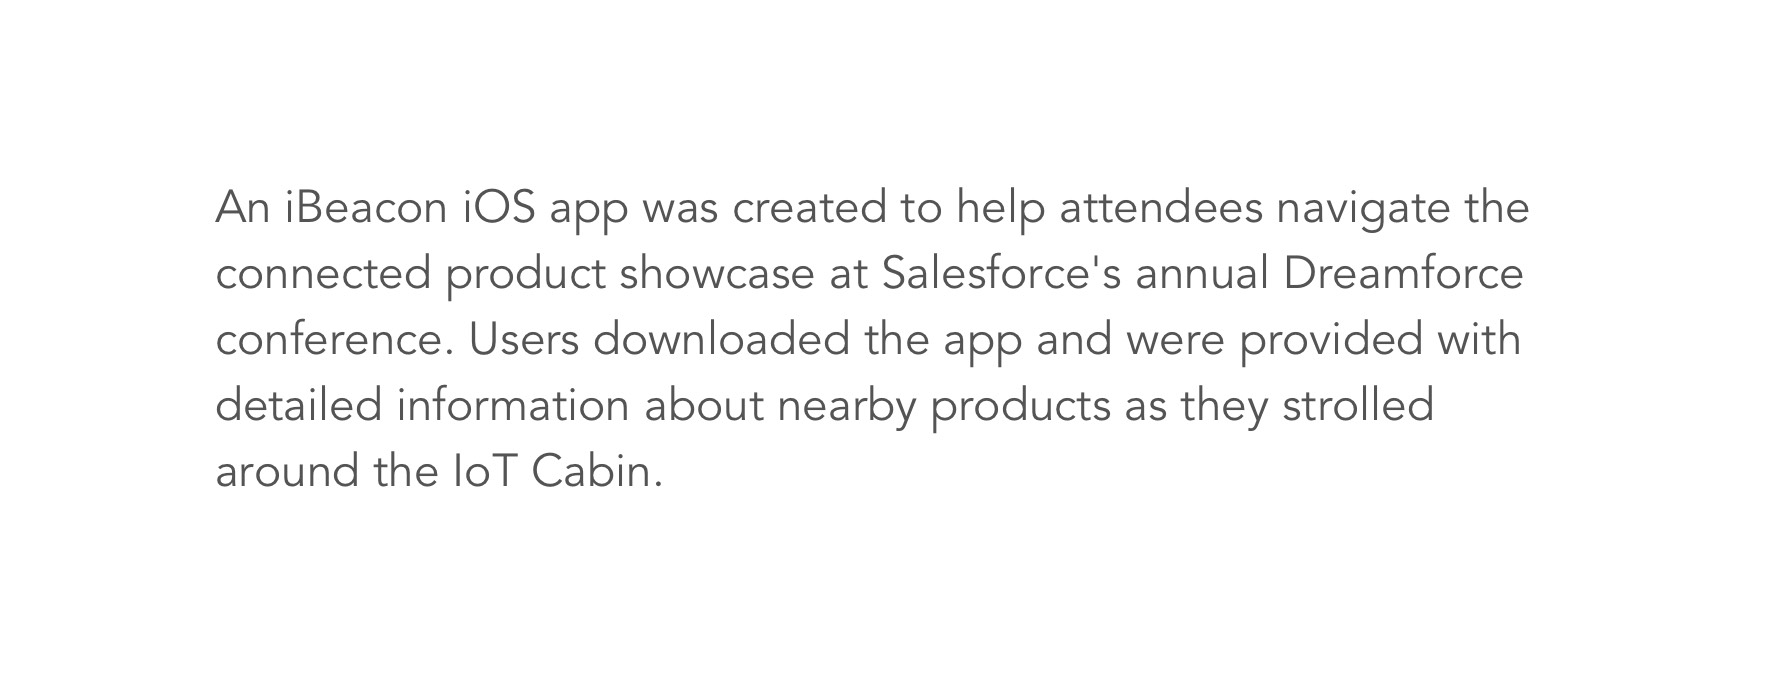 An iBeacon iOS app was created to help attendees navigate the
connected product showcase at Salesforce's annual Dreamforce
conference. Users downloaded the app and were provided with
detailed information about nearby products as they strolled
around the IoT Cabin.